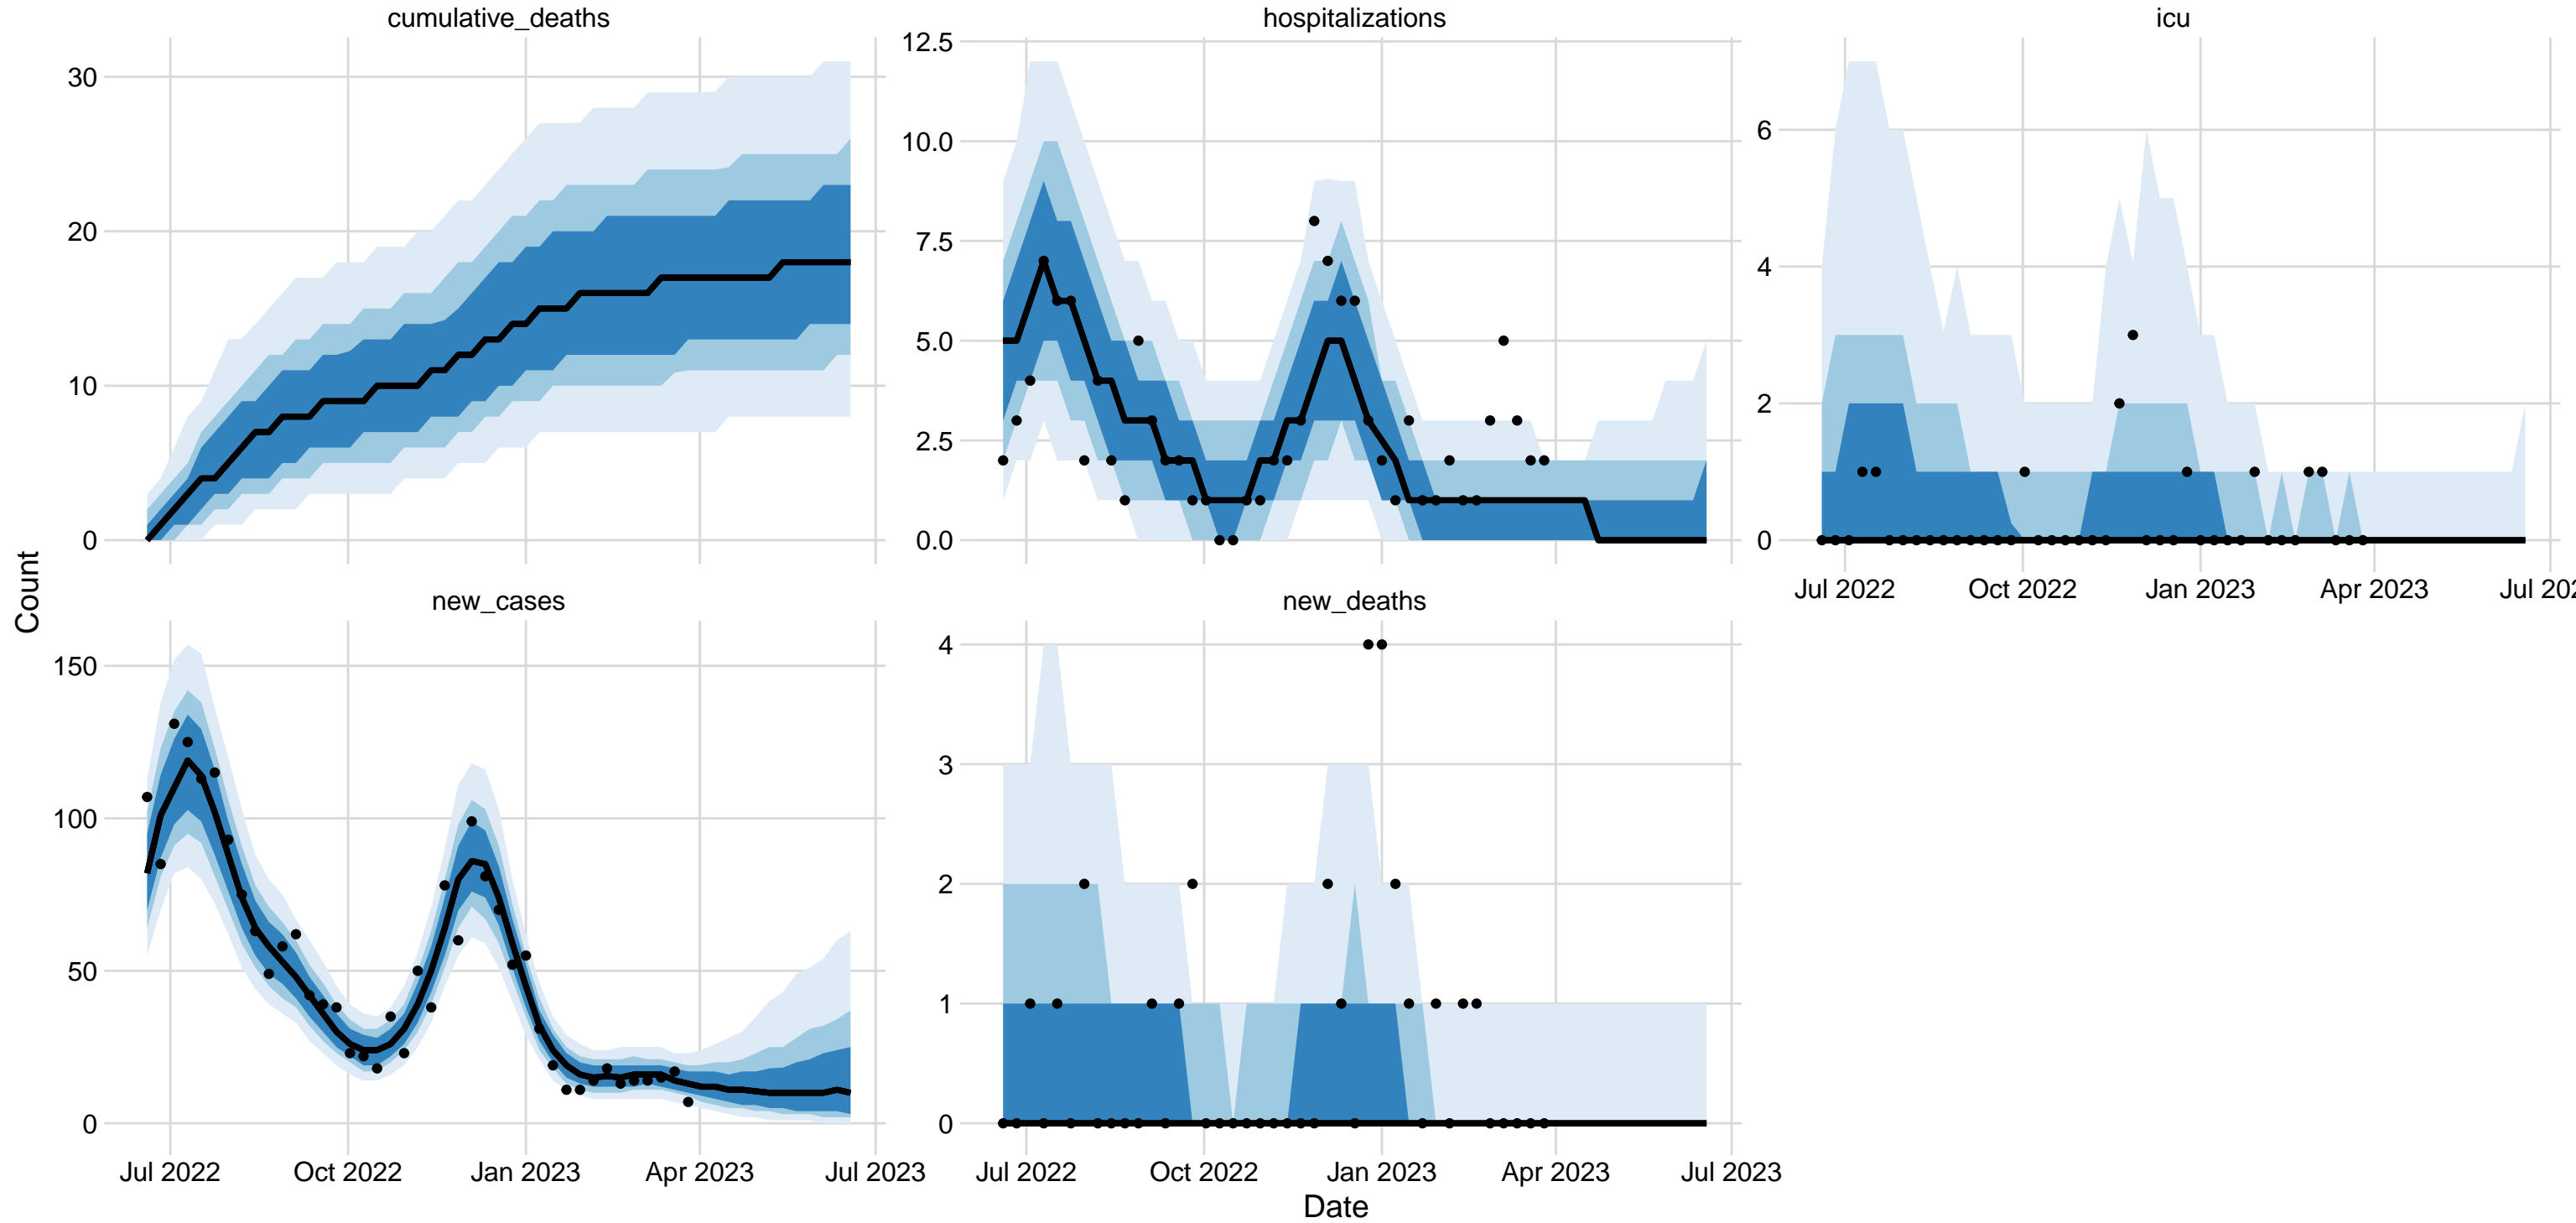 cumulative_deaths
hospitalizations
icu
30
20
10
0
12.5
10.0
7.5
5.0
2.5
0.0
6
4
2
0
Jul 2022 Oct 2022 Jan 2023 Apr 2023 Jul 202
Count
new_cases
new_deaths
150
100
50
0
4
3
2
1
0
Jul 2022 Oct 2022 Jan 2023 Apr 2023 Jul 2023
Jul 2022 Oct 2022 Jan 2023 Apr 2023 Jul 2023
Date